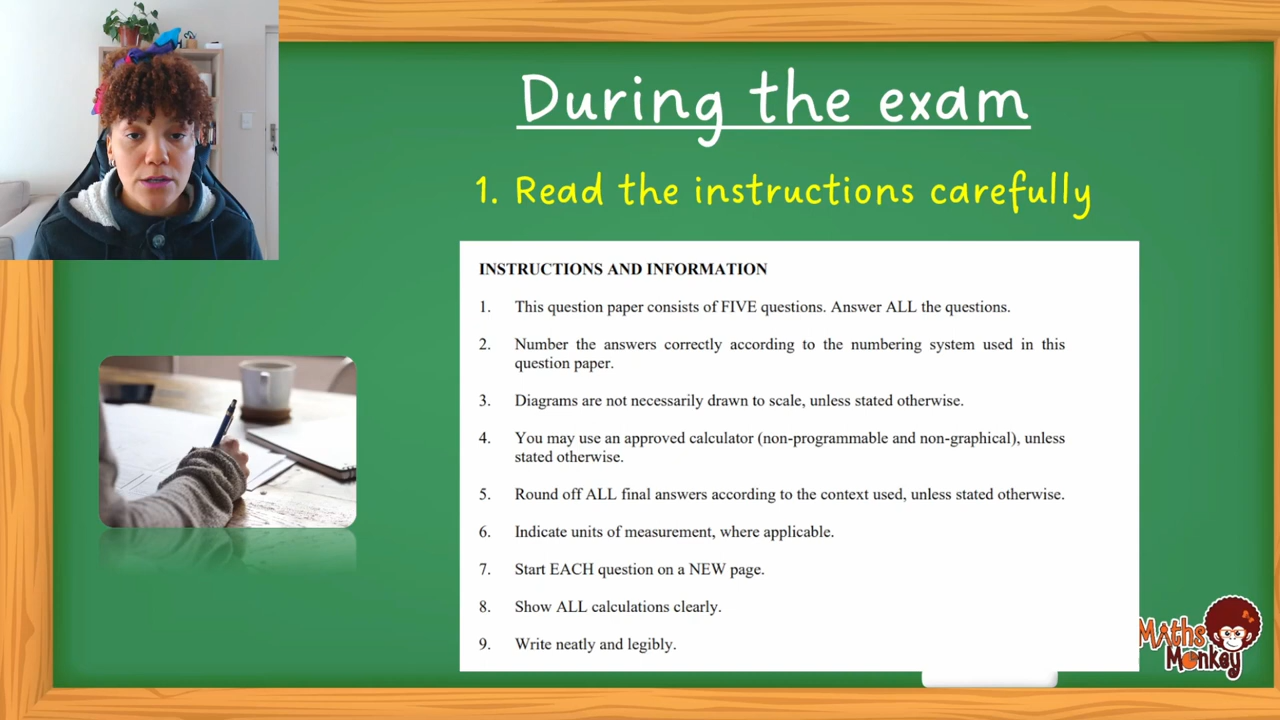 During the exam
1. Read the instructions carefully
INSTRUCTIONS AND INFORMATION
1. This question paper consists of FIVE questions. Answer ALL the questions.
2. Number the answers correctly according to the numbering system used in this
question paper.
3. Diagrams are not necessarily drawn to scale, unless stated otherwise.
4. You may use an approved calculator (non-programmable and non-graphical), unless
stated otherwise.
5. Round off ALL final answers according to the context used, unless stated otherwise.
6. Indicate units of measurement, where applicable.
7. Start EACH question on a NEW page.
8. Show ALL calculations clearly.
9. Write neatly and legibly.
Maths
Monkey